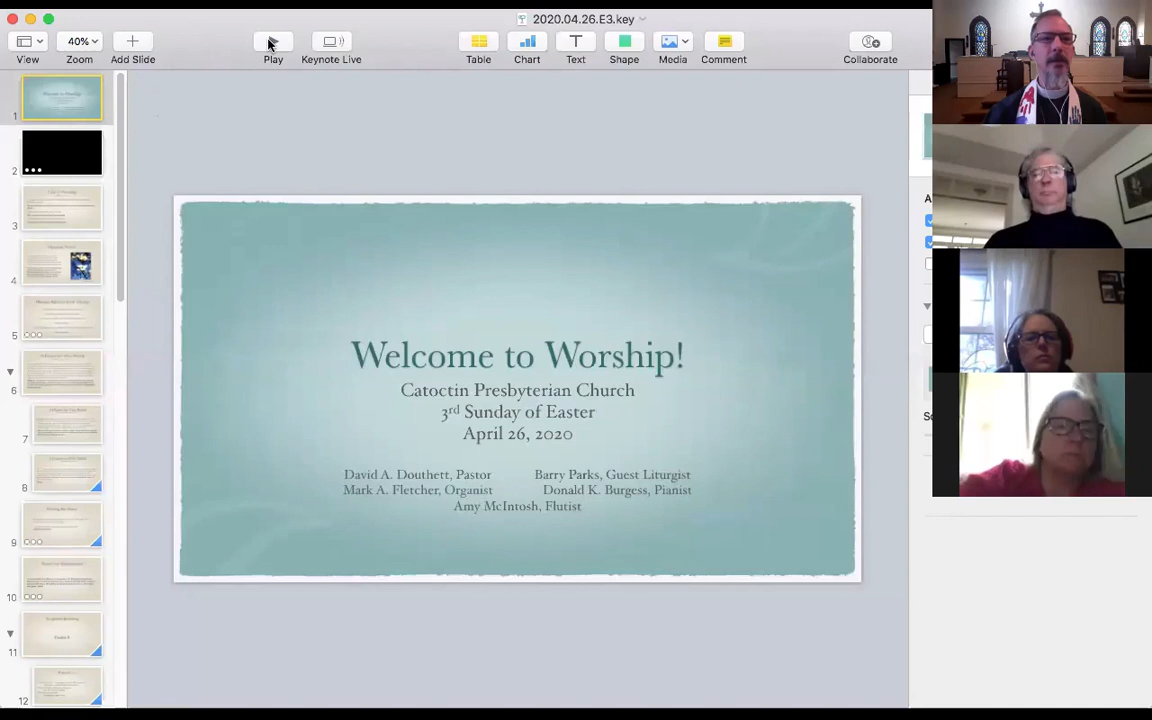 2020.04.26.E3.key
40%
View
Zoom
Add Slide
Play
Keynote Live
Table
Chart
Text
Shape
Media
Comment
Collaborate
1
2
3
4
5
6
7
8
9
10
11
12
Welcome to Worship!
Catoctin Presbyterian Church
3rd Sunday of Easter
April 26, 2020
David A. Douthett, Pastor Barry Parks, Guest Liturgist
Mark A. Fletcher, Organist Donald K. Burgess, Pianist
Amy McIntosh, Flutist